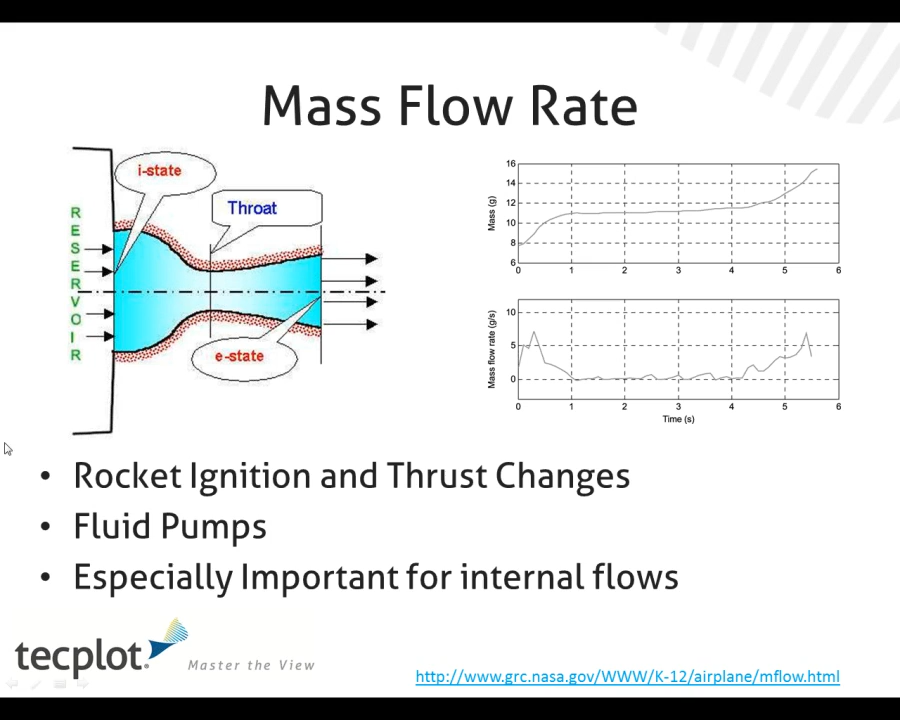 Mass Flow Rate
i-state
Throat
RESERVOIR
e-state
Mass (g)
16
14
12
10
8
6
0 1 2 3 4 5 6
Mass flow rate (g/s)
10
5
0
0 1 2 3 4 5 6
Time (s)
• Rocket Ignition and Thrust Changes
• Fluid Pumps
• Especially Important for internal flows
tecplot.
Master the View
http://www.grc.nasa.gov/WWW/K-12/airplane/mflow.html